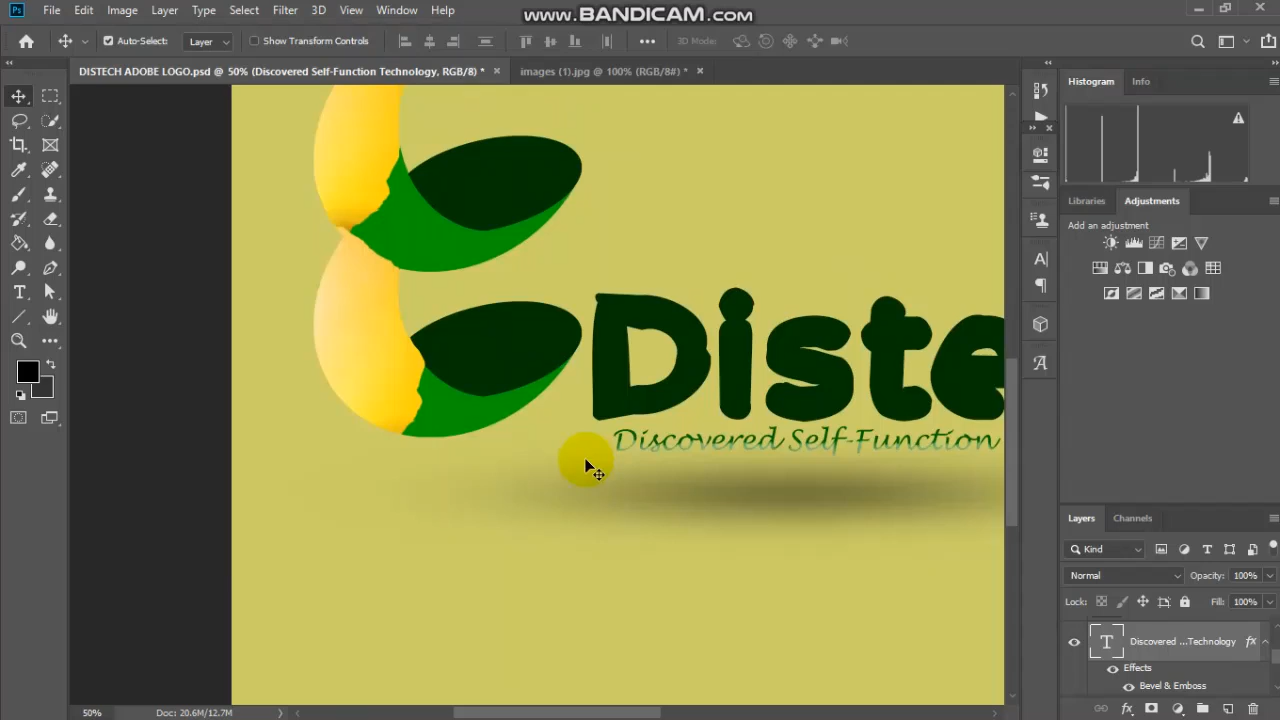 File Edit Image Layer Type Select Filter 3D View Window Help
www.BANDICAM.com
Auto-Select: Layer Show Transform Controls 3D Mode:
DISTECH ADOBE LOGO.psd @ 50% (Discovered Self-Function Technology, RGB/8) * images (1).jpg @ 100% (RGB/8#) *
Histogram Info
Libraries Adjustments
Add an adjustment
Diste
Discovered Self-Function
Layers Channels
Kind
Normal Opacity: 100%
Lock: Fill: 100%
T Discovered ...Technology fx
Effects
Bevel & Emboss
50% Doc: 20.6M/12.7M